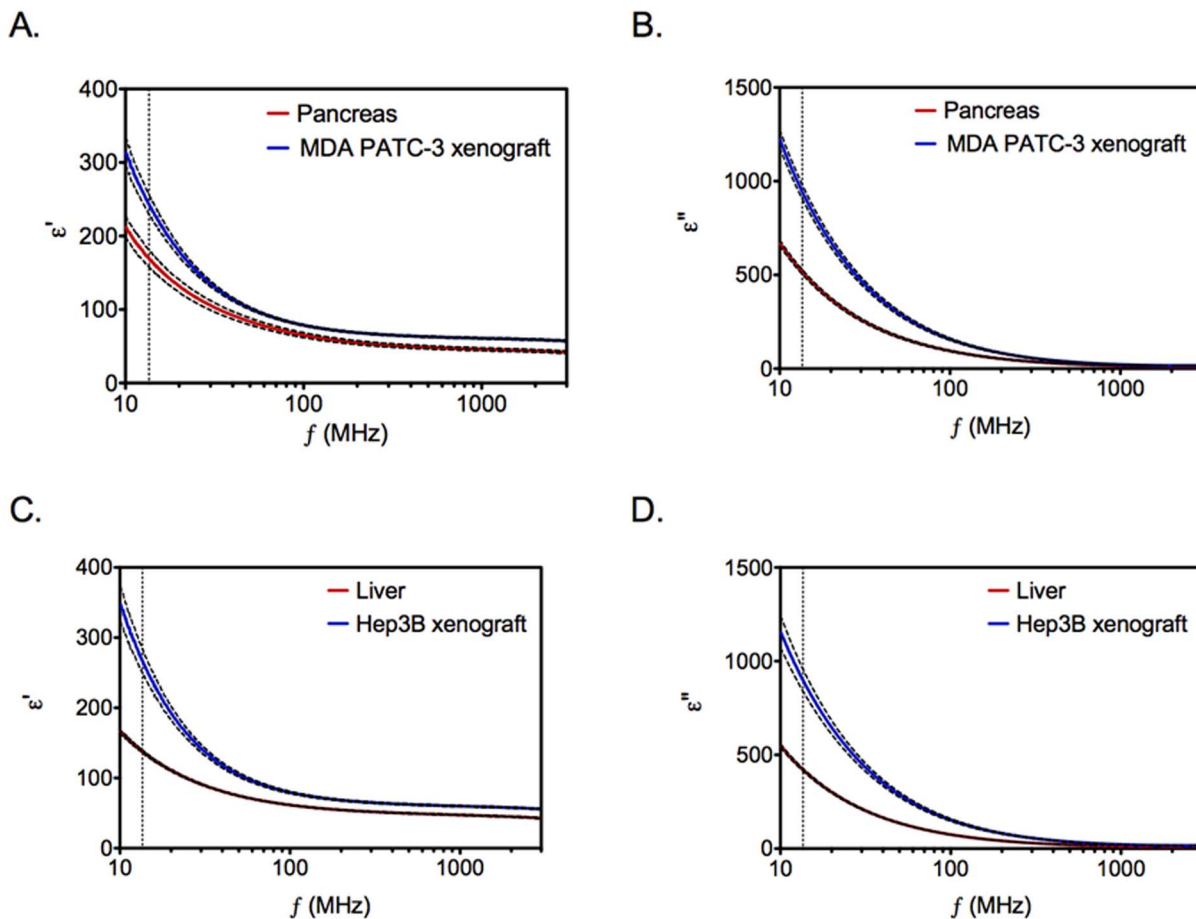 A.
400
300
200
100
0
ε'
Pancreas
MDA PATC-3 xenograft
10
100
1000
f (MHz)
B.
1500
1000
500
0
ε"
Pancreas
MDA PATC-3 xenograft
10
100
1000
f (MHz)
C.
400
300
200
100
0
ε'
Liver
Hep3B xenograft
10
100
1000
f (MHz)
D.
1500
1000
500
0
ε"
Liver
Hep3B xenograft
10
100
1000
f (MHz)